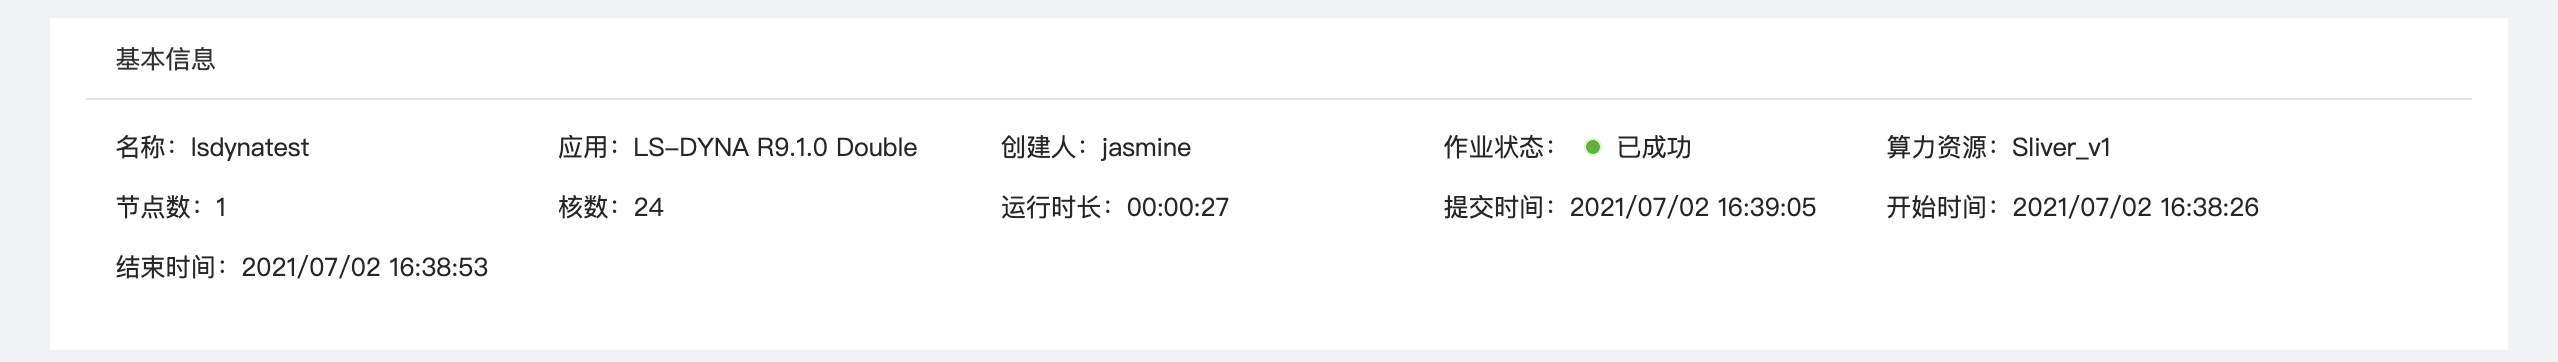 基本信息
名称：lsdynatest 应用：LS-DYNA R9.1.0 Double 创建人：jasmine 作业状态： 已成功 算力资源：Sliver_v1
节点数：1 核数：24 运行时长：00:00:27 提交时间：2021/07/02 16:39:05 开始时间：2021/07/02 16:38:26
结束时间：2021/07/02 16:38:53